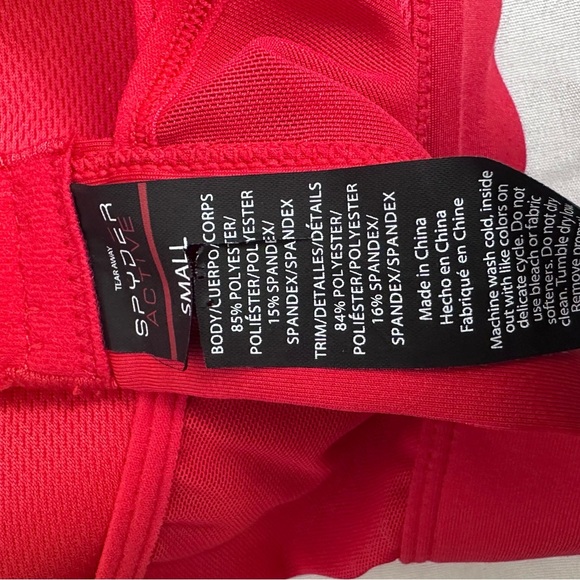 TEAR AWAY
SPYDER
ACTIVE
SMALL
BODY/CUERPO/CORPS
85% POLYESTER/
POLIÉSTER/POLYESTER
15% SPANDEX/
SPANDEX/SPANDEX
TRIM/DETALLES/DÉTAILS
84% POLYESTER/
POLIÉSTER/POLYESTER
16% SPANDEX/
SPANDEX/SPANDEX
Made in China
Hecho en China
Fabriqué en Chine
Machine wash cold, inside
out with like colors on
delicate cycle. Do not
use bleach or fabric
softeners. Do not dry
clean. Tumble dry low.
Remove